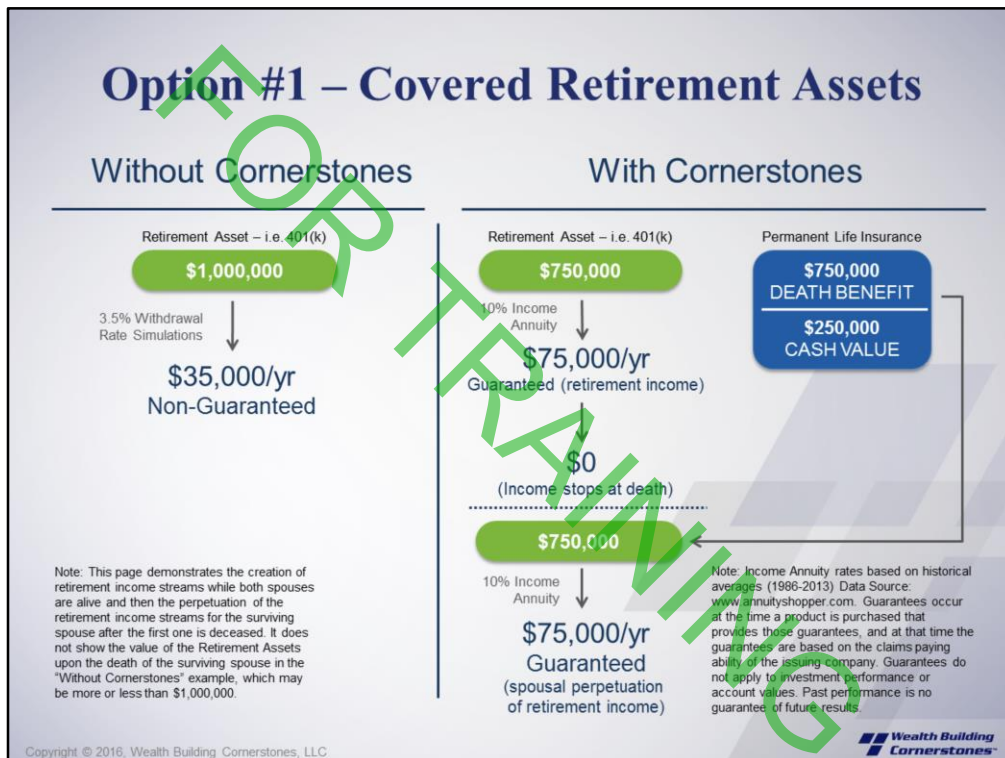 Option #1 – Covered Retirement Assets
Without Cornerstones
Retirement Asset – i.e. 401(k)
$1,000,000
3.5% Withdrawal
Rate Simulations
$35,000/yr
Non-Guaranteed
Note: This page demonstrates the creation of
retirement income streams while both spouses
are alive and then the perpetuation of the
retirement income streams for the surviving
spouse after the first one is deceased. It does
not show the value of the Retirement Assets
upon the death of the surviving spouse in the
"Without Cornerstones" example, which may
be more or less than $1,000,000.
With Cornerstones
Retirement Asset – i.e. 401(k)
$750,000
10% Income
Annuity
$75,000/yr
Guaranteed (retirement income)
$0
(Income stops at death)
$750,000
10% Income
Annuity
$75,000/yr
Guaranteed
(spousal perpetuation
of retirement income)
Permanent Life Insurance
$750,000
DEATH BENEFIT
$250,000
CASH VALUE
Note: Income Annuity rates based on historical
averages (1986-2013) Data Source:
www.annuityshopper.com. Guarantees occur
at the time a product is purchased that
provides those guarantees, and at that time the
guarantees are based on the claims paying
ability of the issuing company. Guarantees do
not apply to investment performance or
account values. Past performance is no
guarantee of future results.
FOR TRAINING
Copyright © 2016, Wealth Building Cornerstones, LLC
Wealth Building
Cornerstones